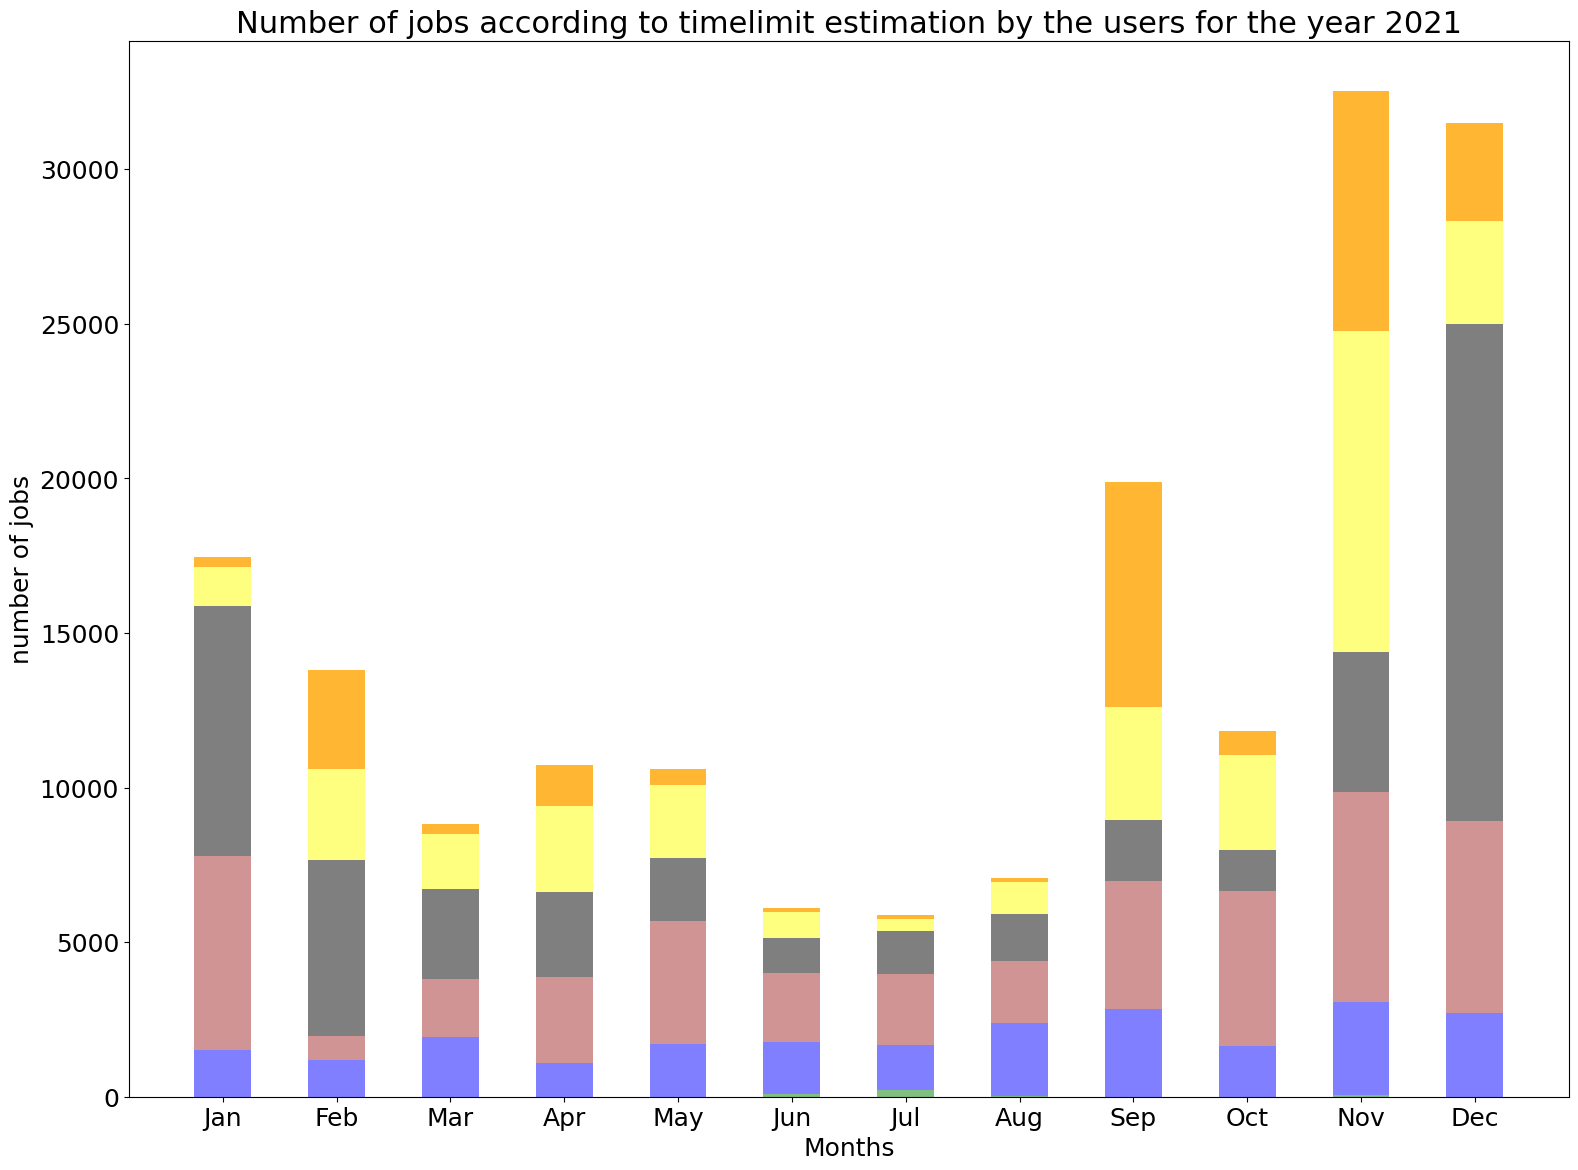 Number of jobs according to timelimit estimation by the users for the year 2021
30000
25000
20000
15000
10000
5000
0
number of jobs
Jan Feb Mar Apr May Jun Jul Aug Sep Oct Nov Dec
Months